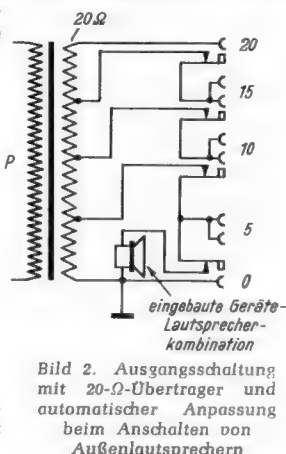 20Ω
20
15
P
10
5
0
eingebaute Geräte-
Lautsprecher-
kombination
Bild 2. Ausgangsschaltung
mit 20-Ω-Übertrager und
automatischer Anpassung
beim Anschalten von
Außenlautsprechern